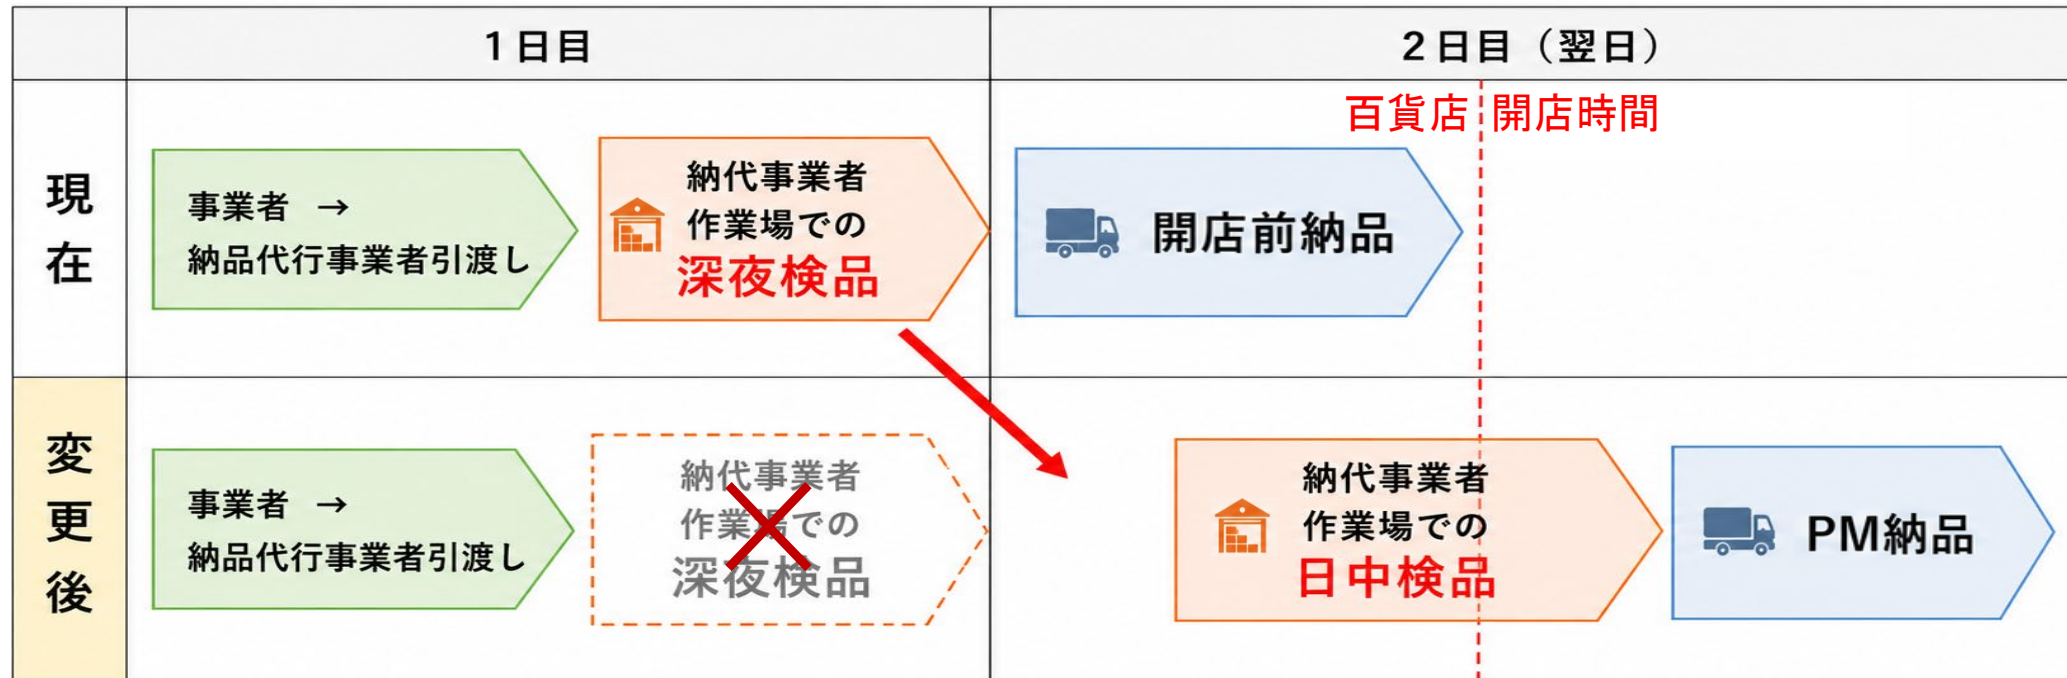 1日目
2日目（翌日）
百貨店 開店時間
現在
事業者 →
納品代行事業者引渡し
納代事業者
作業場での
深夜検品
開店前納品
変更後
事業者 →
納品代行事業者引渡し
納代事業者
作業場での
深夜検品
納代事業者
作業場での
日中検品
PM納品